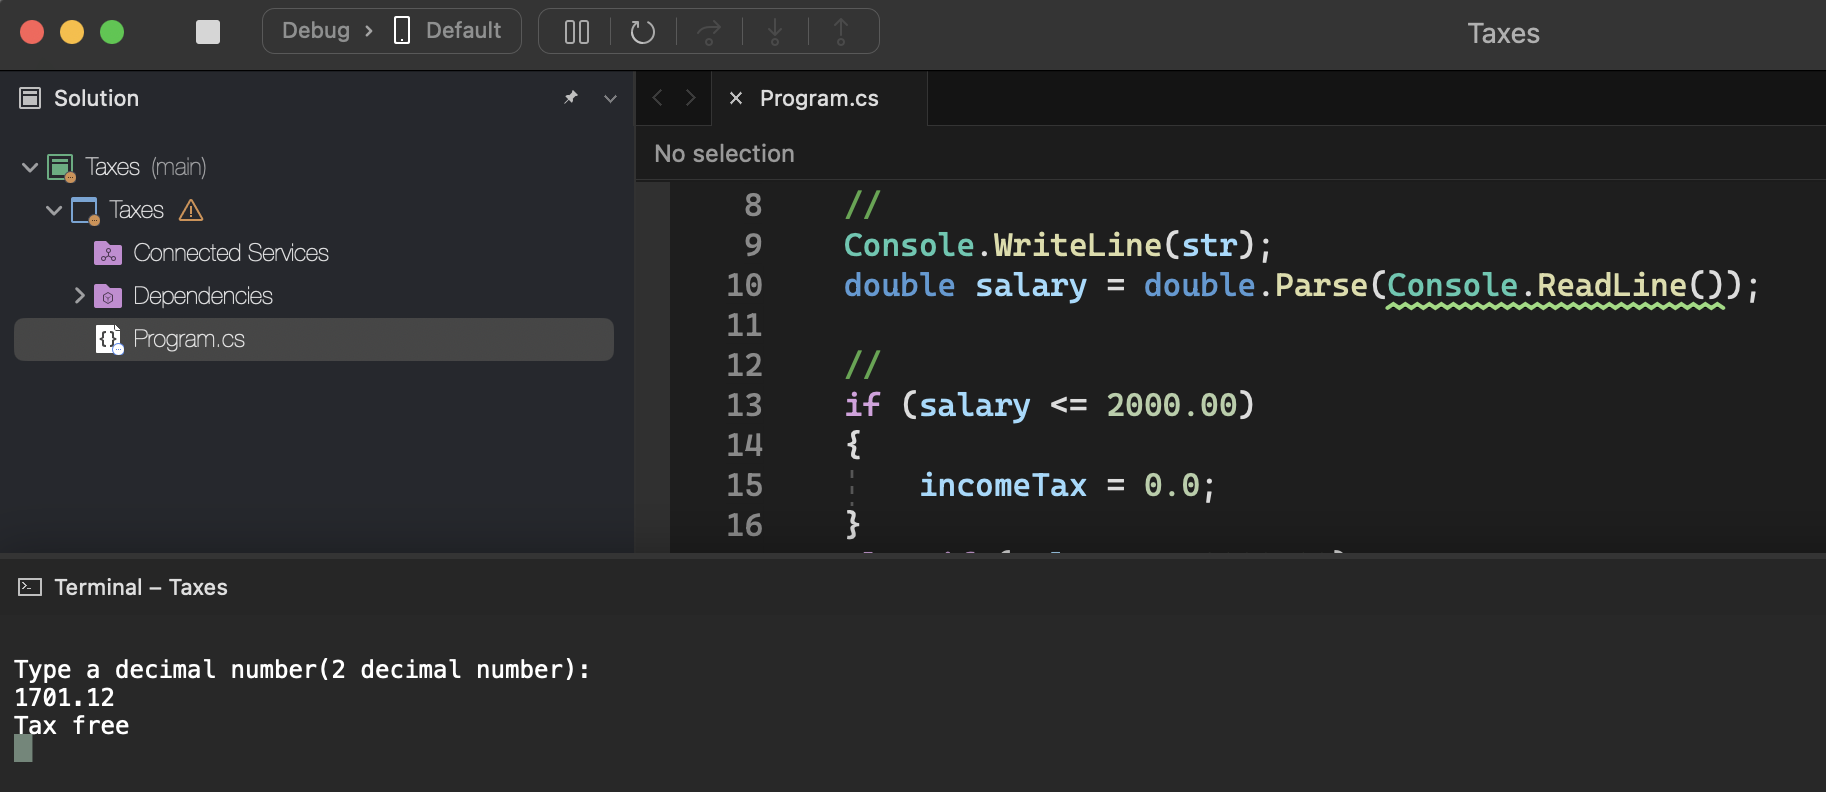 Debug › Default
Taxes
Solution
Program.cs
No selection
Taxes (main)
Taxes
Connected Services
Dependencies
Program.cs
8 //
9 Console.WriteLine(str);
10 double salary = double.Parse(Console.ReadLine());
11
12 //
13 if (salary <= 2000.00)
14 {
15 incomeTax = 0.0;
16 }
Terminal – Taxes
Type a decimal number(2 decimal number):
1701.12
Tax free